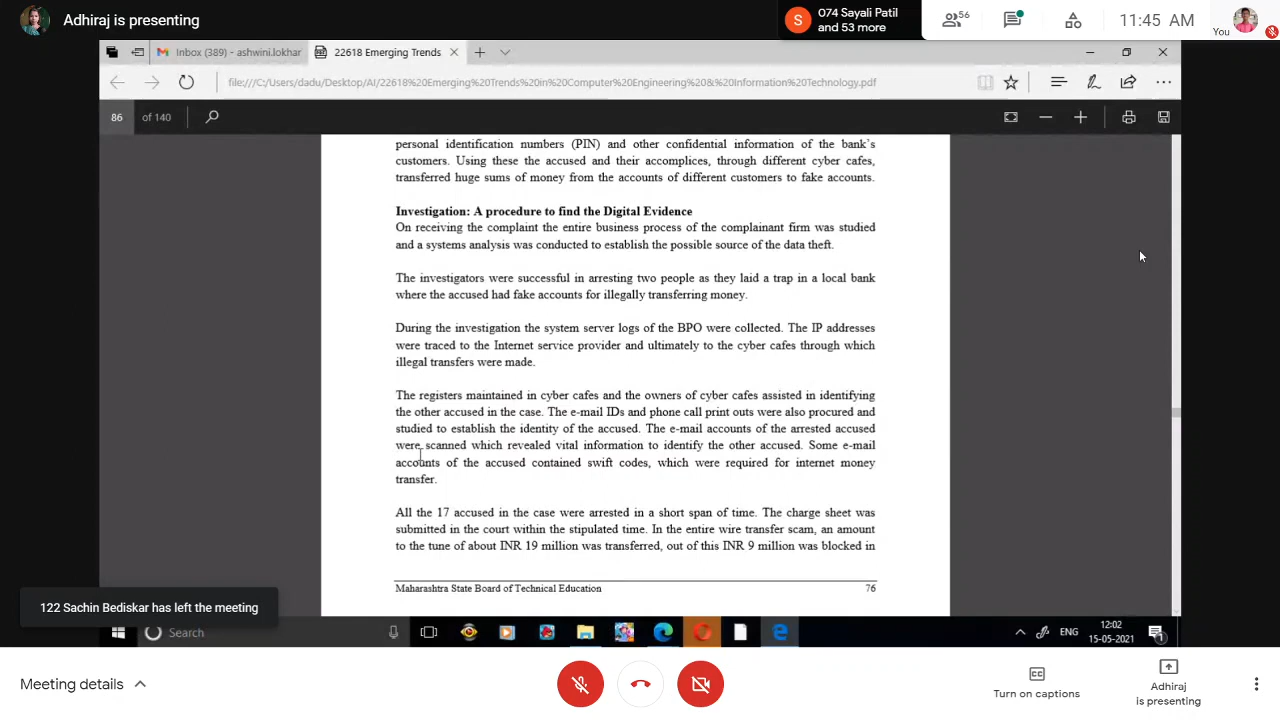 Adhiraj is presenting
S
074 Sayali Patil
and 53 more
56
11:45 AM
You
Inbox (389) - ashwini.lokhar
22618 Emerging Trends
file:///C:/Users/dadu/Desktop/AI/22618%20Emerging%20Trends%20in%20Computer%20Engineering%20&%20Information%20Technology.pdf
86
of 140
personal identification numbers (PIN) and other confidential information of the bank's
customers. Using these the accused and their accomplices, through different cyber cafes,
transferred huge sums of money from the accounts of different customers to fake accounts.
Investigation: A procedure to find the Digital Evidence
On receiving the complaint the entire business process of the complainant firm was studied
and a systems analysis was conducted to establish the possible source of the data theft.
The investigators were successful in arresting two people as they laid a trap in a local bank
where the accused had fake accounts for illegally transferring money.
During the investigation the system server logs of the BPO were collected. The IP addresses
were traced to the Internet service provider and ultimately to the cyber cafes through which
illegal transfers were made.
The registers maintained in cyber cafes and the owners of cyber cafes assisted in identifying
the other accused in the case. The e-mail IDs and phone call print outs were also procured and
studied to establish the identity of the accused. The e-mail accounts of the arrested accused
were scanned which revealed vital information to identify the other accused. Some e-mail
accounts of the accused contained swift codes, which were required for internet money
transfer.
All the 17 accused in the case were arrested in a short span of time. The charge sheet was
submitted in the court within the stipulated time. In the entire wire transfer scam, an amount
to the tune of about INR 19 million was transferred, out of this INR 9 million was blocked in
Maharashtra State Board of Technical Education
76
122 Sachin Bediskar has left the meeting
Search
ENG
12:02
15-05-2021
1
Meeting details
Turn on captions
Adhiraj
is presenting